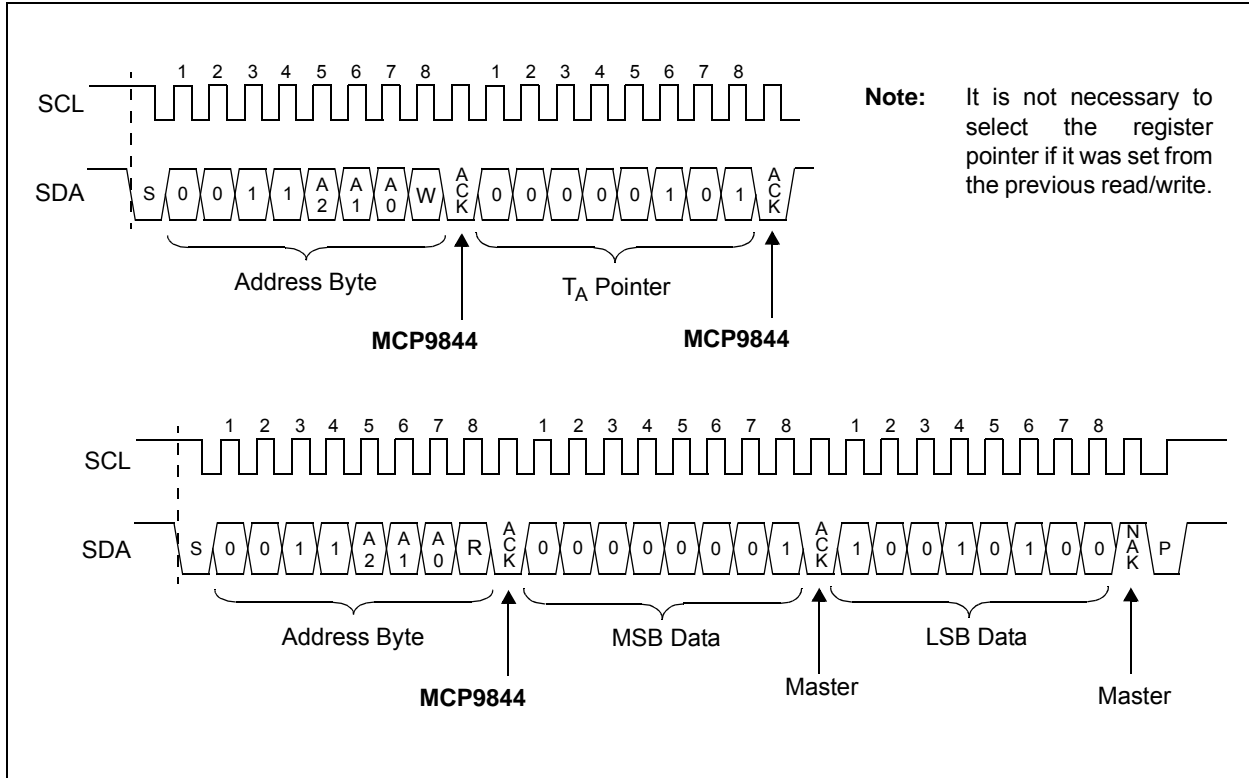 1 2 3 4 5 6 7 8 1 2 3 4 5 6 7 8
SCL
SDA
S 0 0 1 1 A2 A1 A0 W ACK 0 0 0 0 0 1 0 1 ACK
Address Byte
TA Pointer
MCP9844
MCP9844
Note: It is not necessary to
select the register
pointer if it was set from
the previous read/write.
1 2 3 4 5 6 7 8 1 2 3 4 5 6 7 8 1 2 3 4 5 6 7 8
SCL
SDA
S 0 0 1 1 A2 A1 A0 R ACK 0 0 0 0 0 0 0 1 ACK 1 0 0 1 0 1 0 0 NAK P
Address Byte
MSB Data
LSB Data
MCP9844
Master
Master